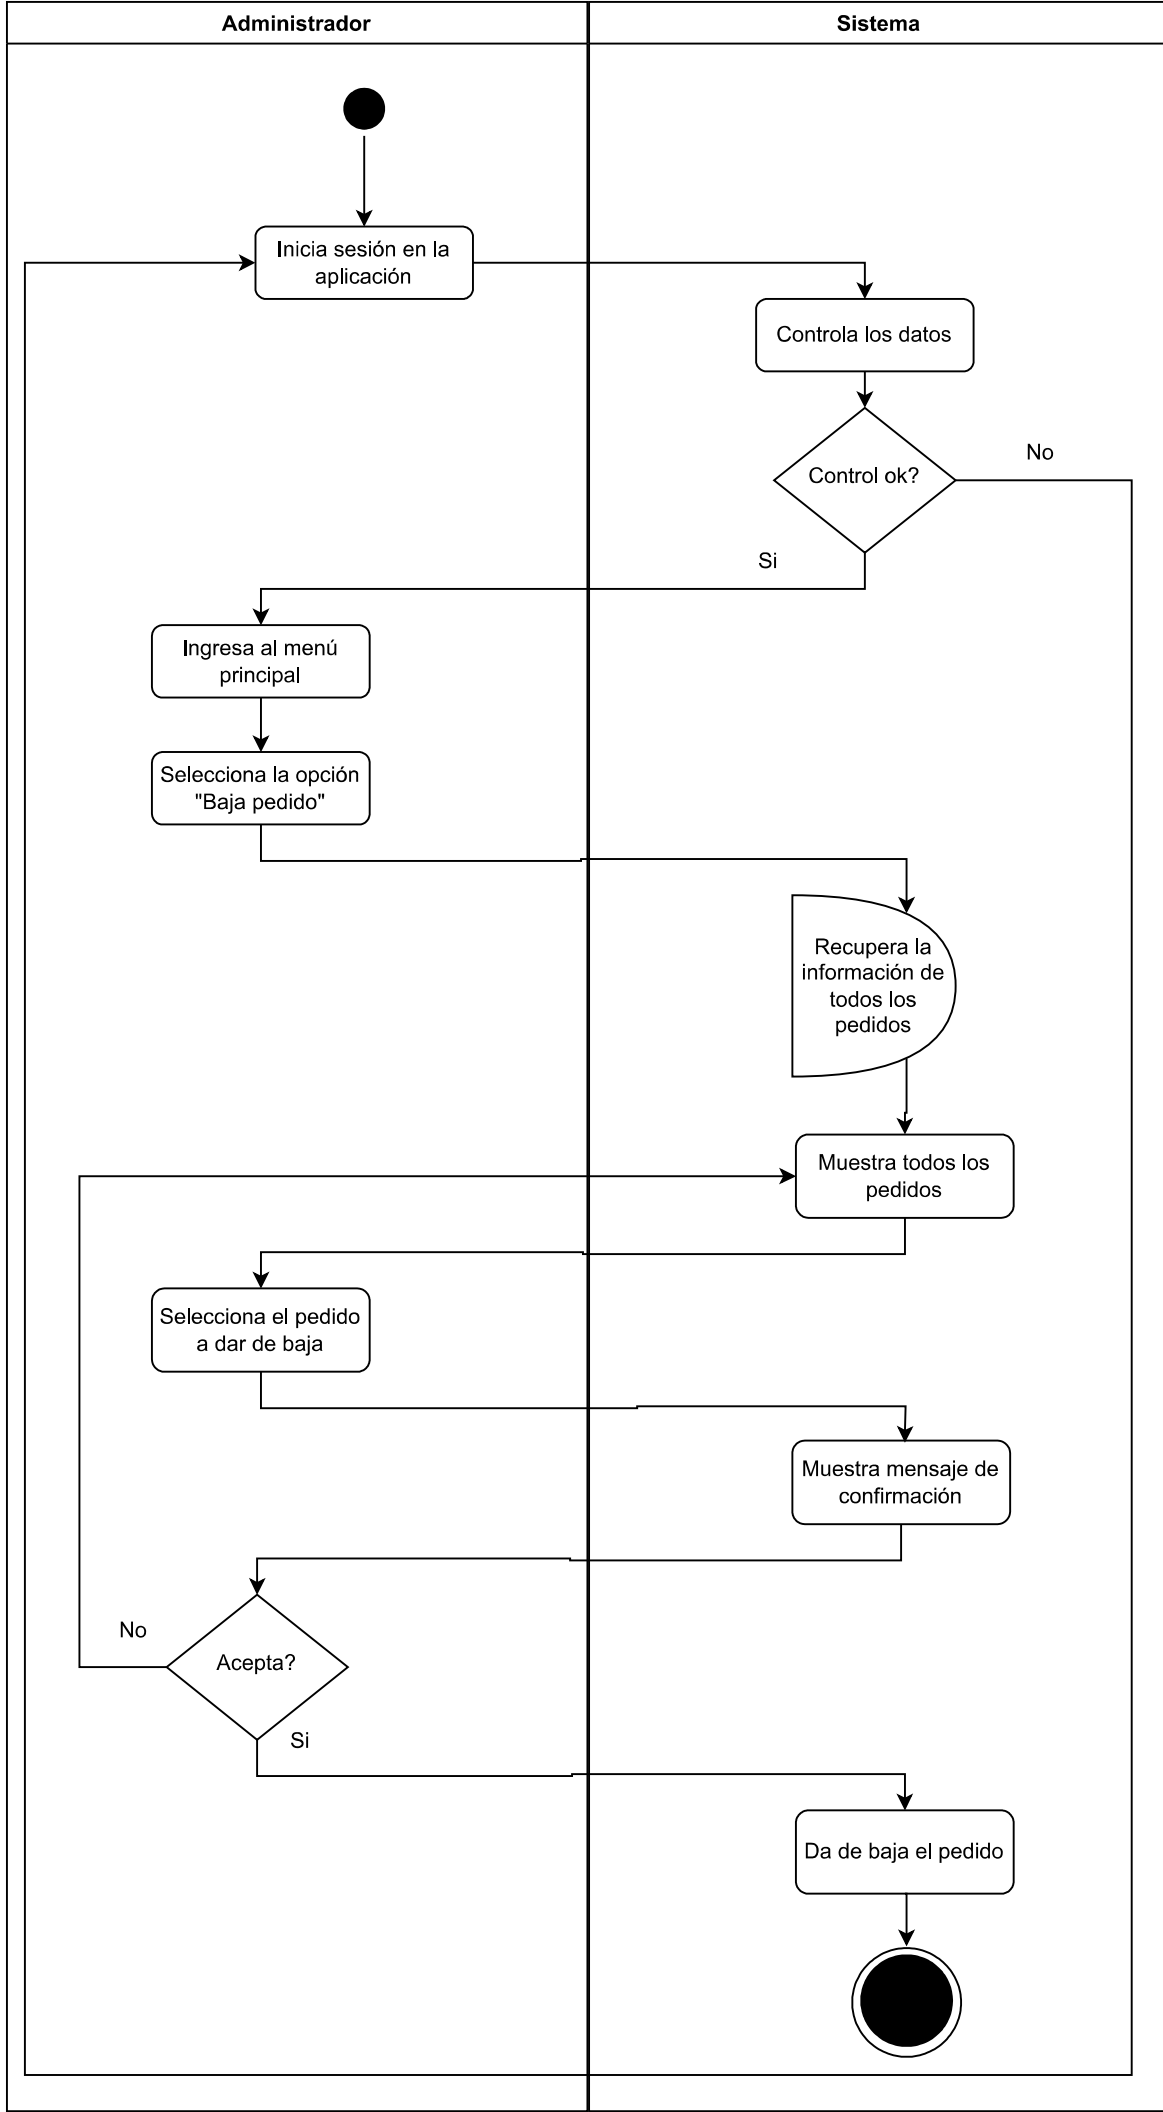 Administrador
Sistema
Inicia sesión en la
aplicación
Controla los datos
Control ok?
No
Si
Ingresa al menú
principal
Selecciona la opción
"Baja pedido"
Recupera la
información de
todos los
pedidos
Muestra todos los
pedidos
Selecciona el pedido
a dar de baja
Muestra mensaje de
confirmación
No
Acepta?
Si
Da de baja el pedido